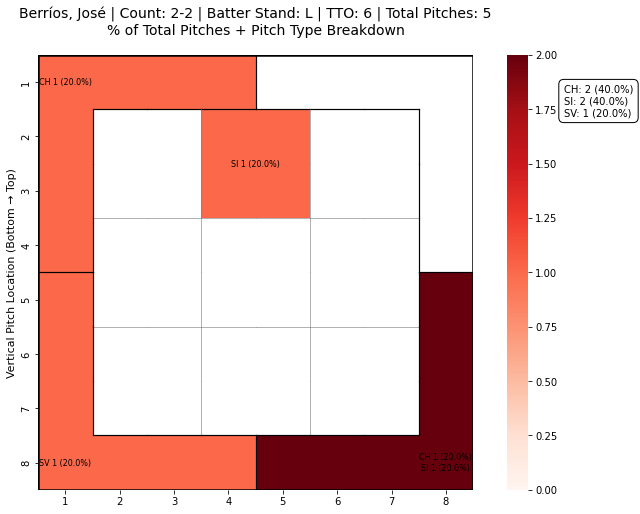 Berríos, José | Count: 2-2 | Batter Stand: L | TTO: 6 | Total Pitches: 5
% of Total Pitches + Pitch Type Breakdown
CH 1 (20.0%)
SI 1 (20.0%)
SV 1 (20.0%)
CH 1 (20.0%)
SI 1 (20.0%)
Vertical Pitch Location (Bottom → Top)
1
2
3
4
5
6
7
8
1 2 3 4 5 6 7 8
2.00
1.75
1.50
1.25
1.00
0.75
0.50
0.25
0.00
CH: 2 (40.0%)
SI: 2 (40.0%)
SV: 1 (20.0%)